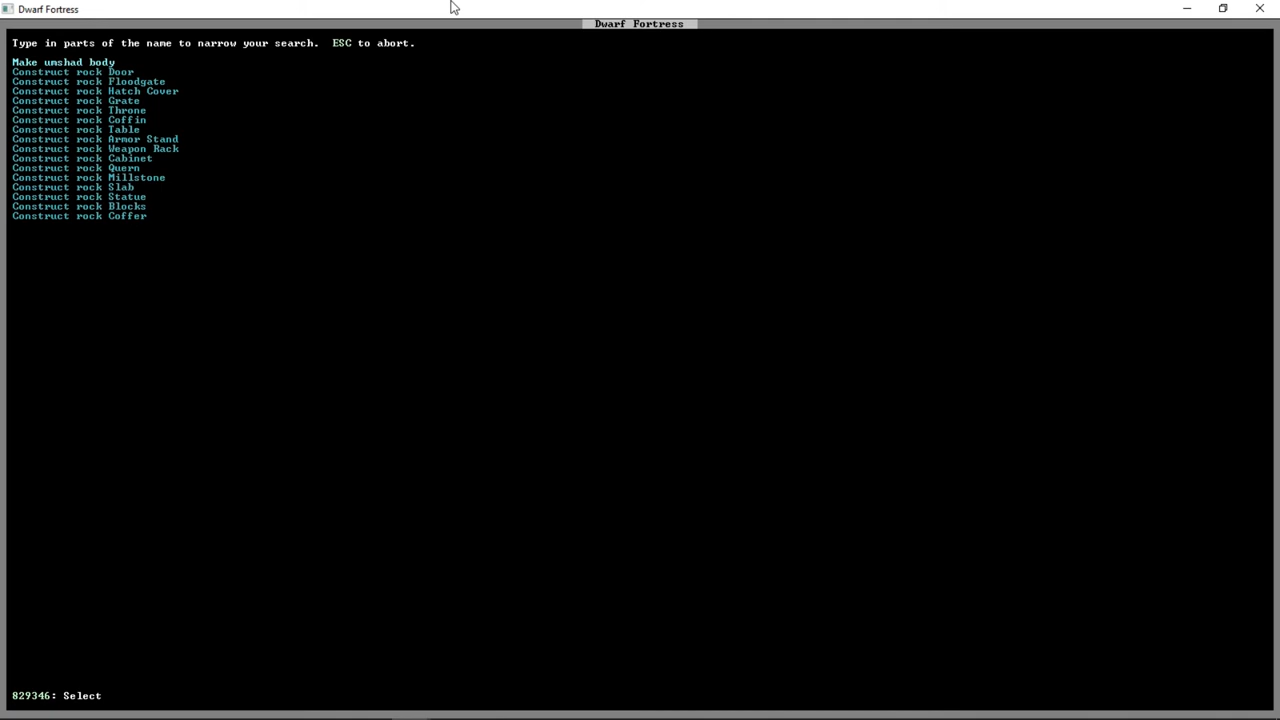 Dwarf Fortress
Dwarf Fortress
Type in parts of the name to narrow your search.  ESC to abort.
Make umshad body
Construct rock Door
Construct rock Floodgate
Construct rock Hatch Cover
Construct rock Grate
Construct rock Throne
Construct rock Coffin
Construct rock Table
Construct rock Armor Stand
Construct rock Weapon Rack
Construct rock Cabinet
Construct rock Quern
Construct rock Millstone
Construct rock Slab
Construct rock Statue
Construct rock Blocks
Construct rock Coffer
829346: Select